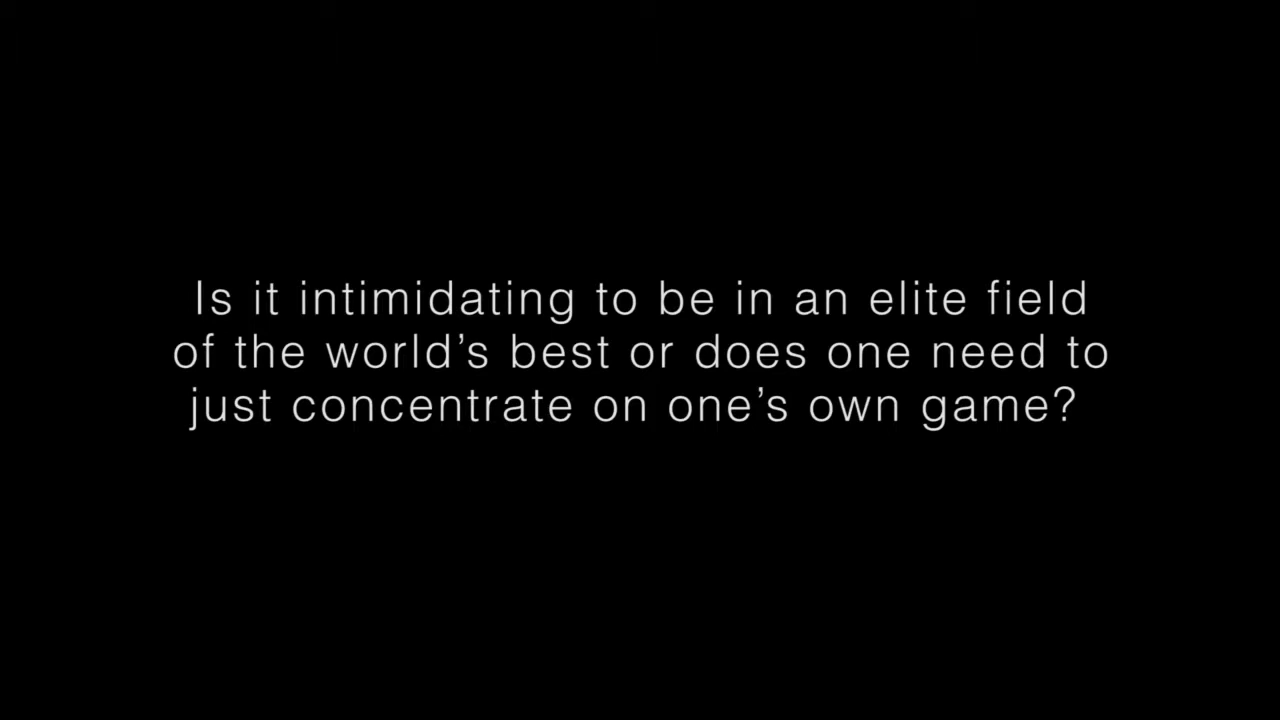 Is it intimidating to be in an elite field
of the world’s best or does one need to
just concentrate on one’s own game?